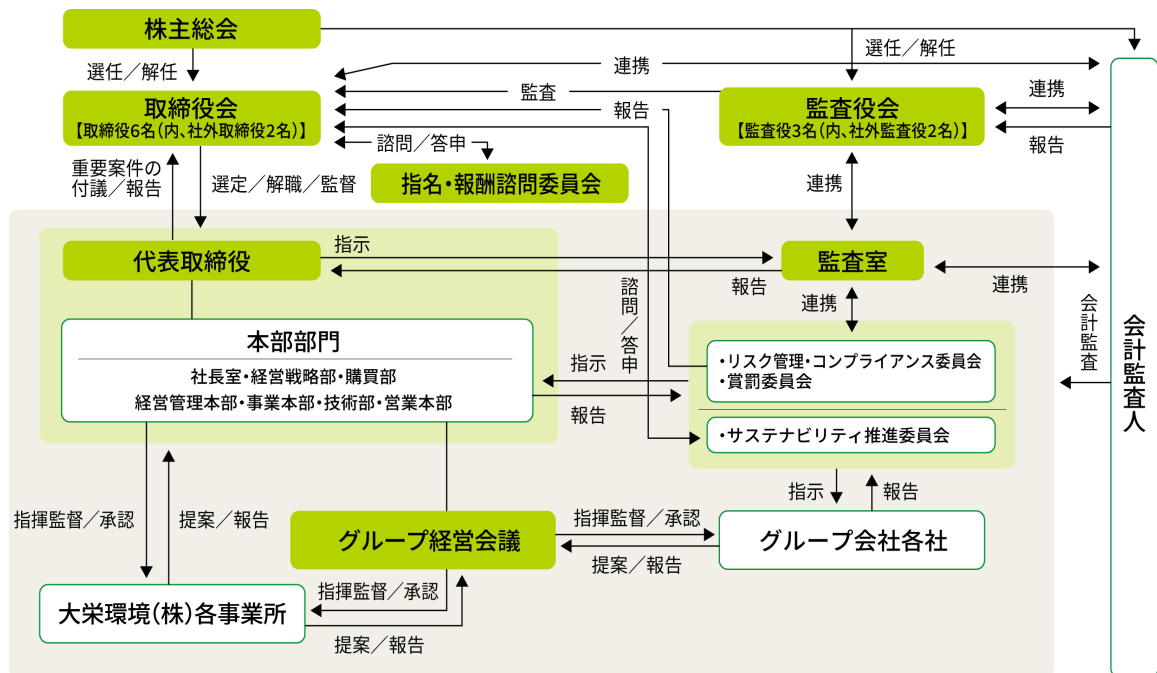 株主総会
選任／解任
選任／解任
連携
取締役会
【取締役6名(内、社外取締役2名)】
監査
報告
監査役会
【監査役3名(内、社外監査役2名)】
連携
報告
諮問／答申
指名・報酬諮問委員会
重要案件の
付議／報告
選定／解職／監督
連携
代表取締役
指示
報告
監査室
連携
連携
諮問／答申
会計監査
会計監査人
本部部門
社長室・経営戦略部・購買部
経営管理本部・事業本部・技術部・営業本部
指示
報告
・リスク管理・コンプライアンス委員会
・賞罰委員会
・サステナビリティ推進委員会
指示
報告
指揮監督／承認
提案／報告
グループ経営会議
指揮監督／承認
提案／報告
グループ会社各社
大栄環境(株)各事業所
指揮監督／承認
提案／報告